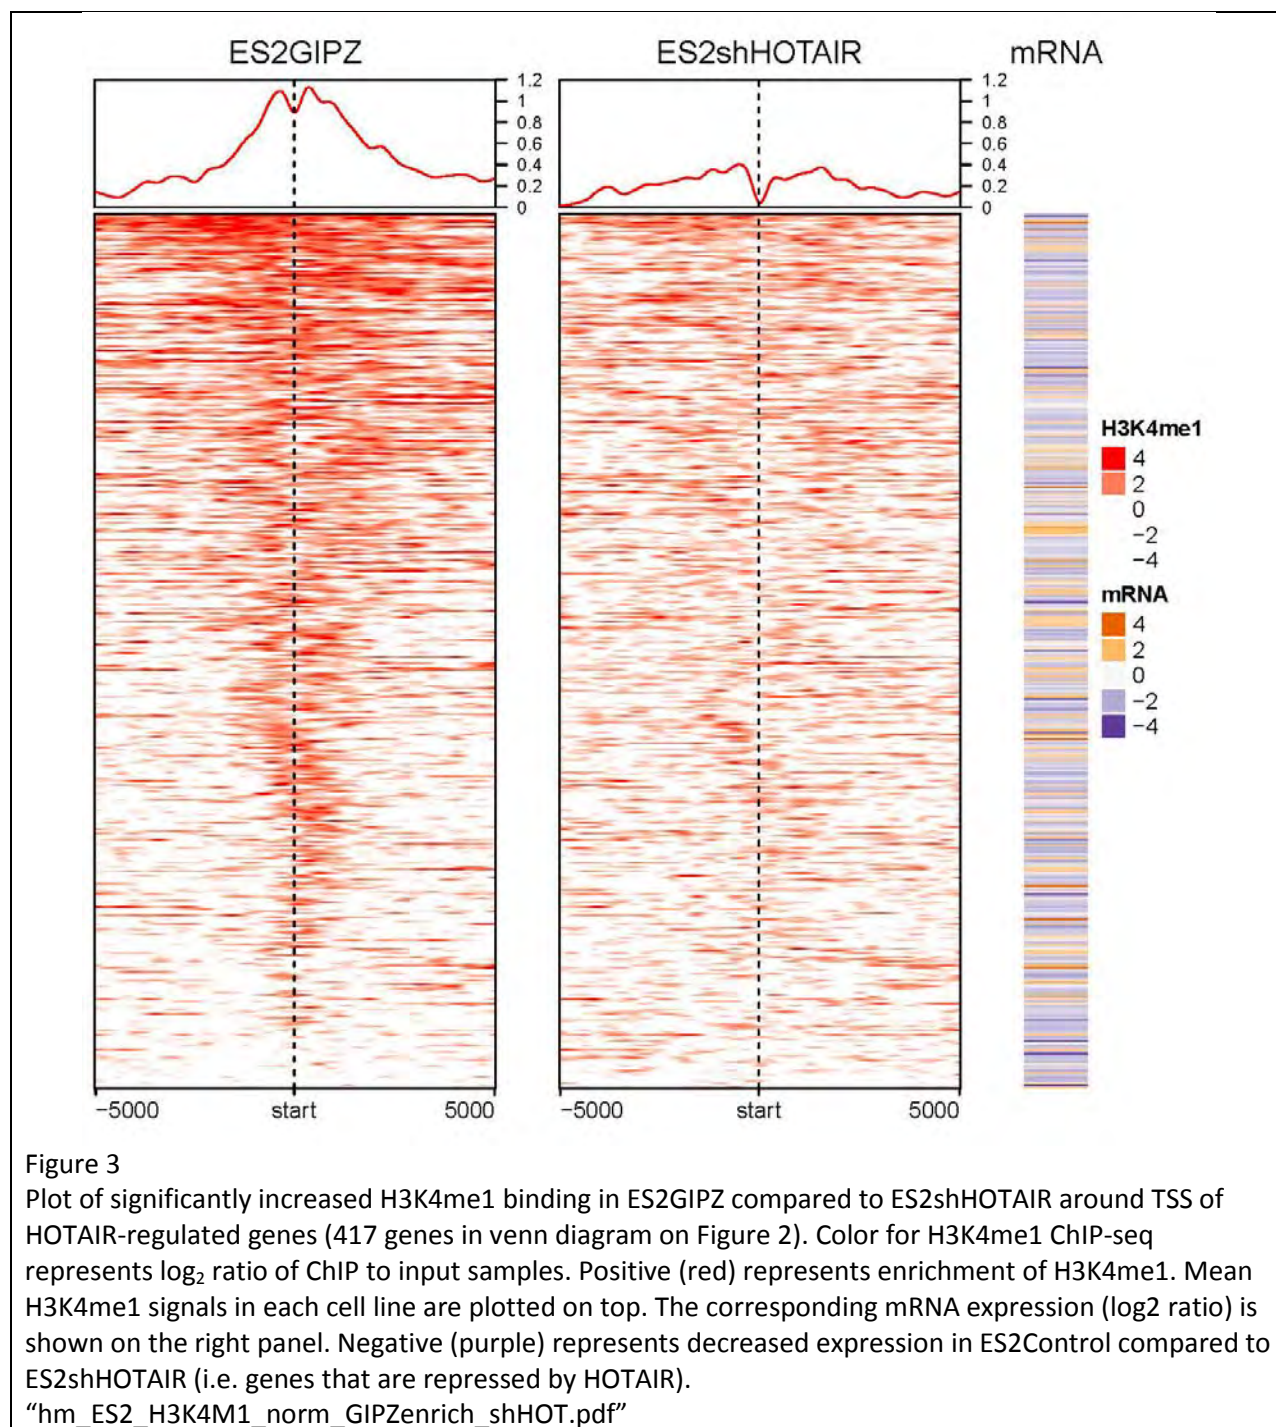 ES2GIPZ
ES2shHOTAIR
mRNA
1.2
1
0.8
0.6
0.4
0.2
0
1.2
1
0.8
0.6
0.4
0.2
0
−5000
start
5000
−5000
start
5000
H3K4me1
4
2
0
−2
−4
mRNA
4
2
0
−2
−4
Figure 3
Plot of significantly increased H3K4me1 binding in ES2GIPZ compared to ES2shHOTAIR around TSS of
HOTAIR-regulated genes (417 genes in venn diagram on Figure 2). Color for H3K4me1 ChIP-seq
represents log₂ ratio of ChIP to input samples. Positive (red) represents enrichment of H3K4me1. Mean
H3K4me1 signals in each cell line are plotted on top. The corresponding mRNA expression (log2 ratio) is
shown on the right panel. Negative (purple) represents decreased expression in ES2Control compared to
ES2shHOTAIR (i.e. genes that are repressed by HOTAIR).
“hm_ES2_H3K4M1_norm_GIPZenrich_shHOT.pdf”